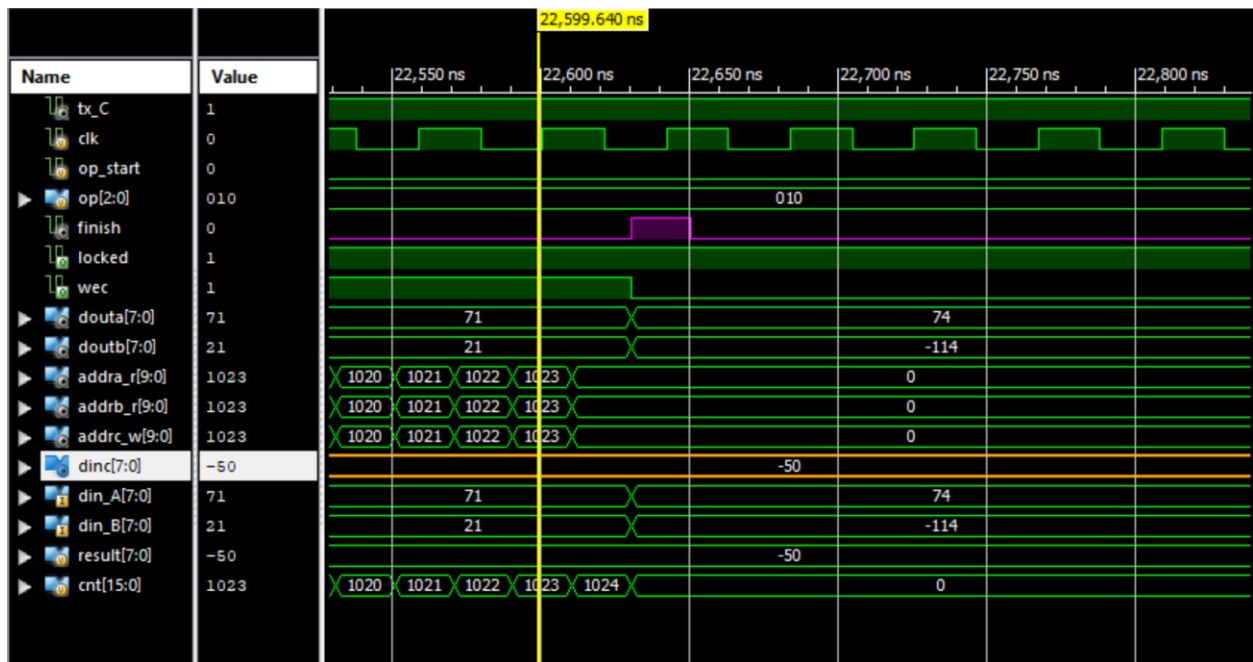 22,599.640 ns
Name Value 22,550 ns 22,600 ns 22,650 ns 22,700 ns 22,750 ns 22,800 ns
tx_C 1
clk 0
op_start 0
op[2:0] 010 010
finish 0
locked 1
wec 1
douta[7:0] 71 71 74
doutb[7:0] 21 21 -114
addra_r[9:0] 1023 1020 1021 1022 1023 0
addrb_r[9:0] 1023 1020 1021 1022 1023 0
addrc_w[9:0] 1023 1020 1021 1022 1023 0
dinc[7:0] -50 -50
din_A[7:0] 71 71 74
din_B[7:0] 21 21 -114
result[7:0] -50 -50
cnt[15:0] 1023 1020 1021 1022 1023 1024 0